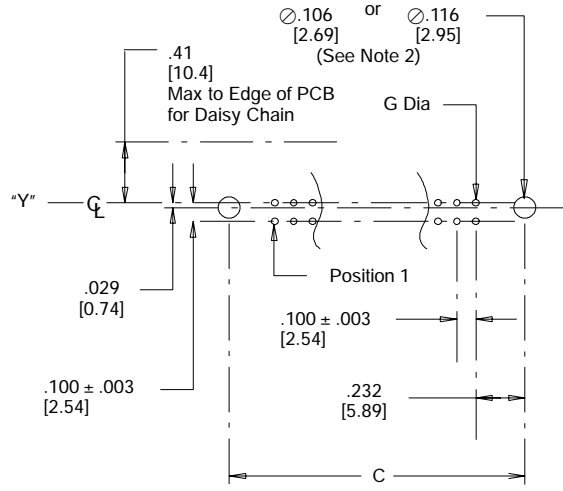 ∅.106 or ∅.116
[2.69] [2.95]
(See Note 2)
.41
[10.4]
Max to Edge of PCB
for Daisy Chain
G Dia
"Y"
℄
Position 1
.029
[0.74]
.100 ± .003
[2.54]
.100 ± .003
[2.54]
.232
[5.89]
C